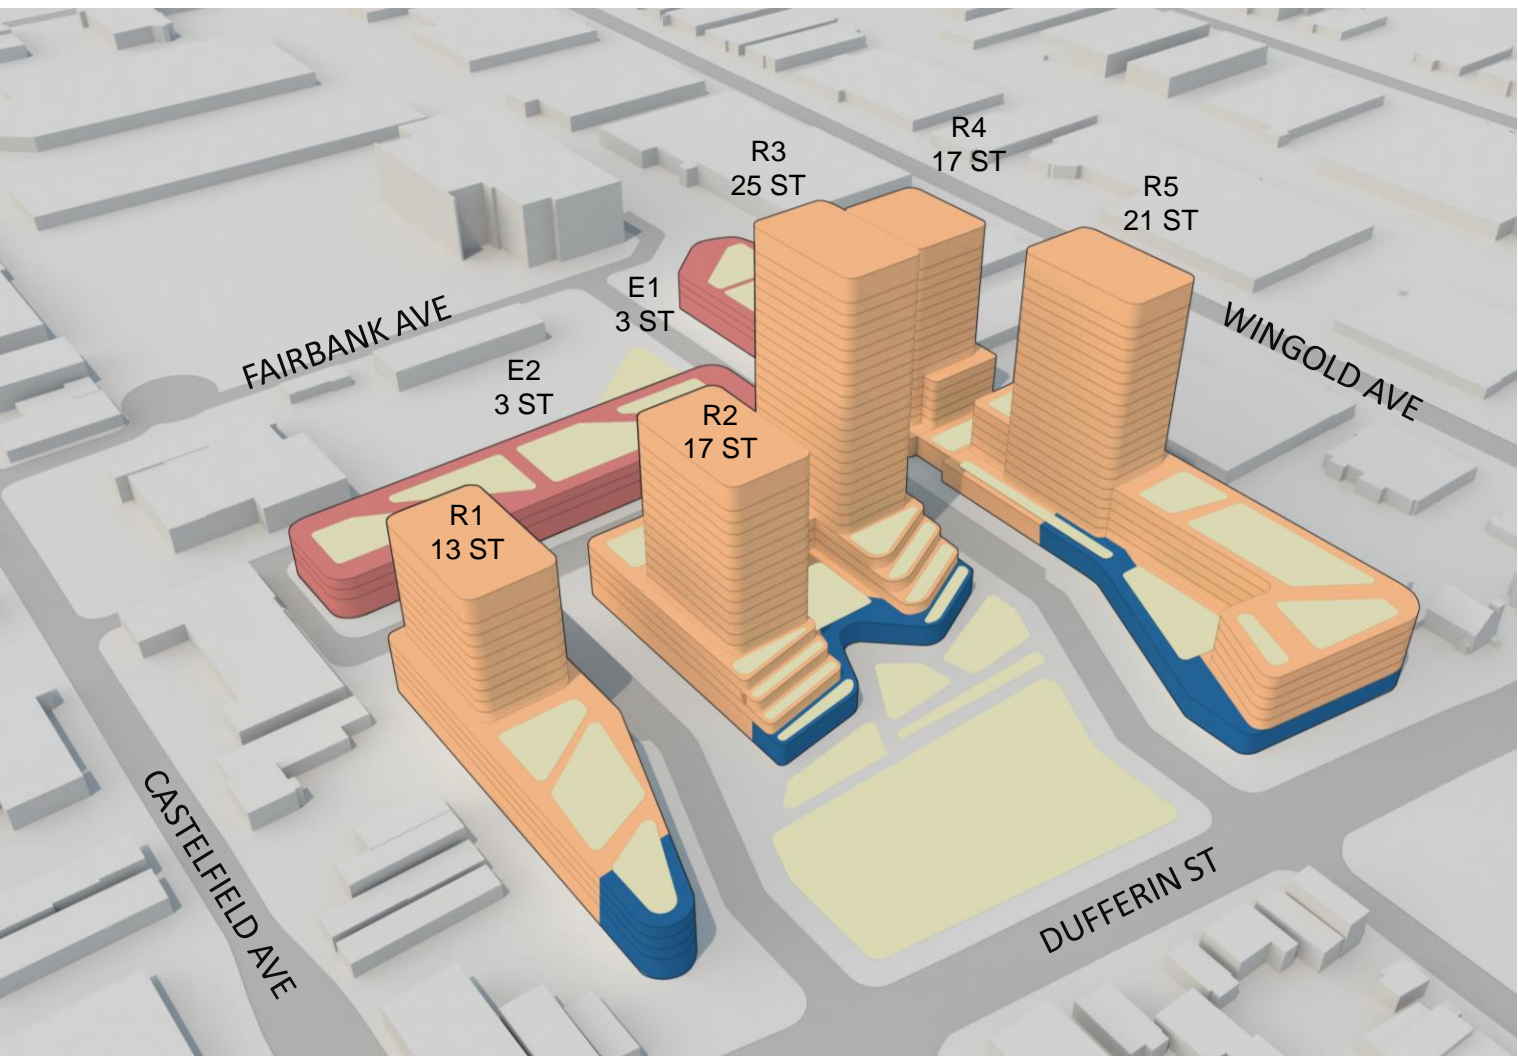 R4
17 ST
R3
25 ST
R5
21 ST
E1
3 ST
FAIRBANK AVE
WINGOLD AVE
E2
3 ST
R2
17 ST
R1
13 ST
CASTELFIELD AVE
DUFFERIN ST